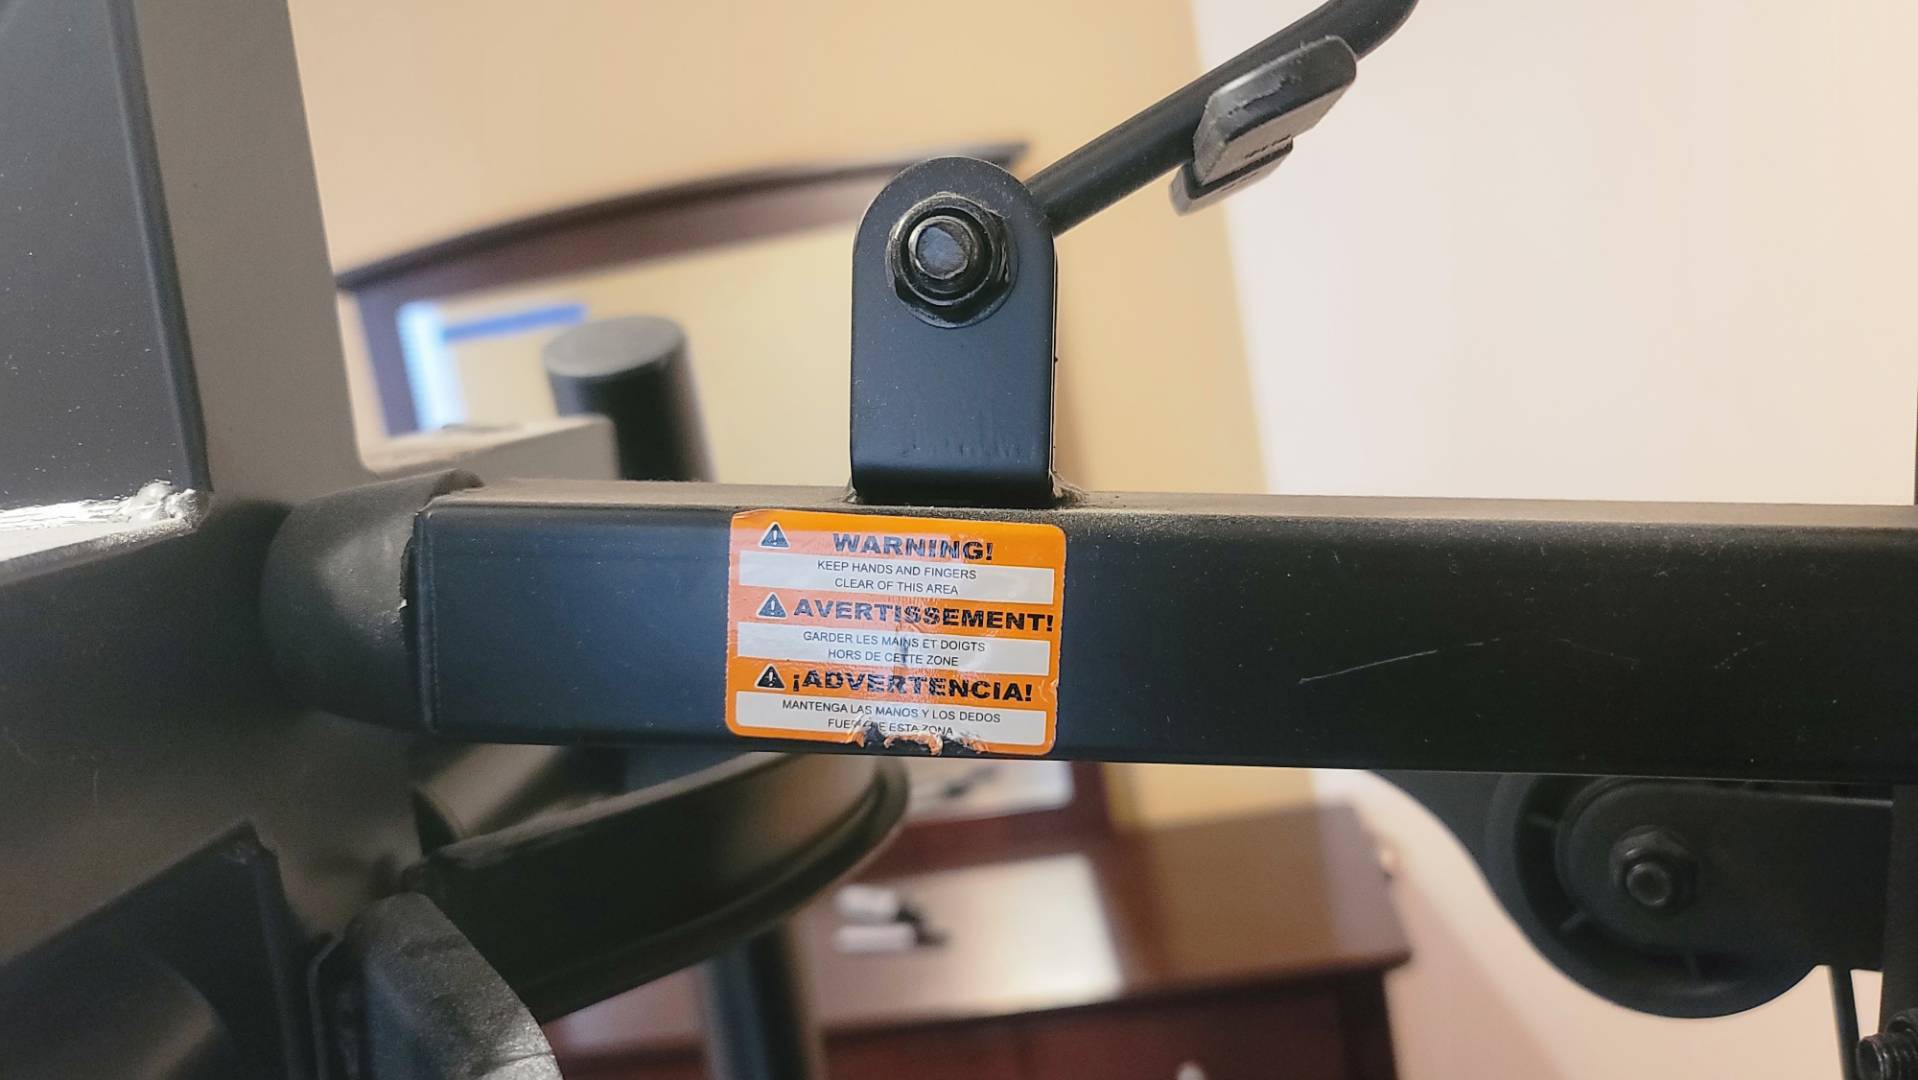 WARNING!
KEEP HANDS AND FINGERS
CLEAR OF THIS AREA
AVERTISSEMENT!
GARDER LES MAINS ET DOIGTS
HORS DE CETTE ZONE
¡ADVERTENCIA!
MANTENGA LAS MANOS Y LOS DEDOS
ESTA ZONA